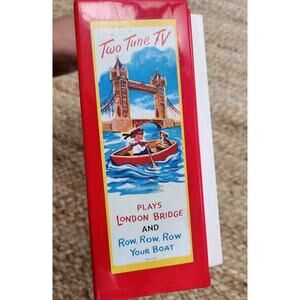 Two Tune TV
PLAYS
LONDON BRIDGE
AND
ROW, ROW, ROW
YOUR BOAT